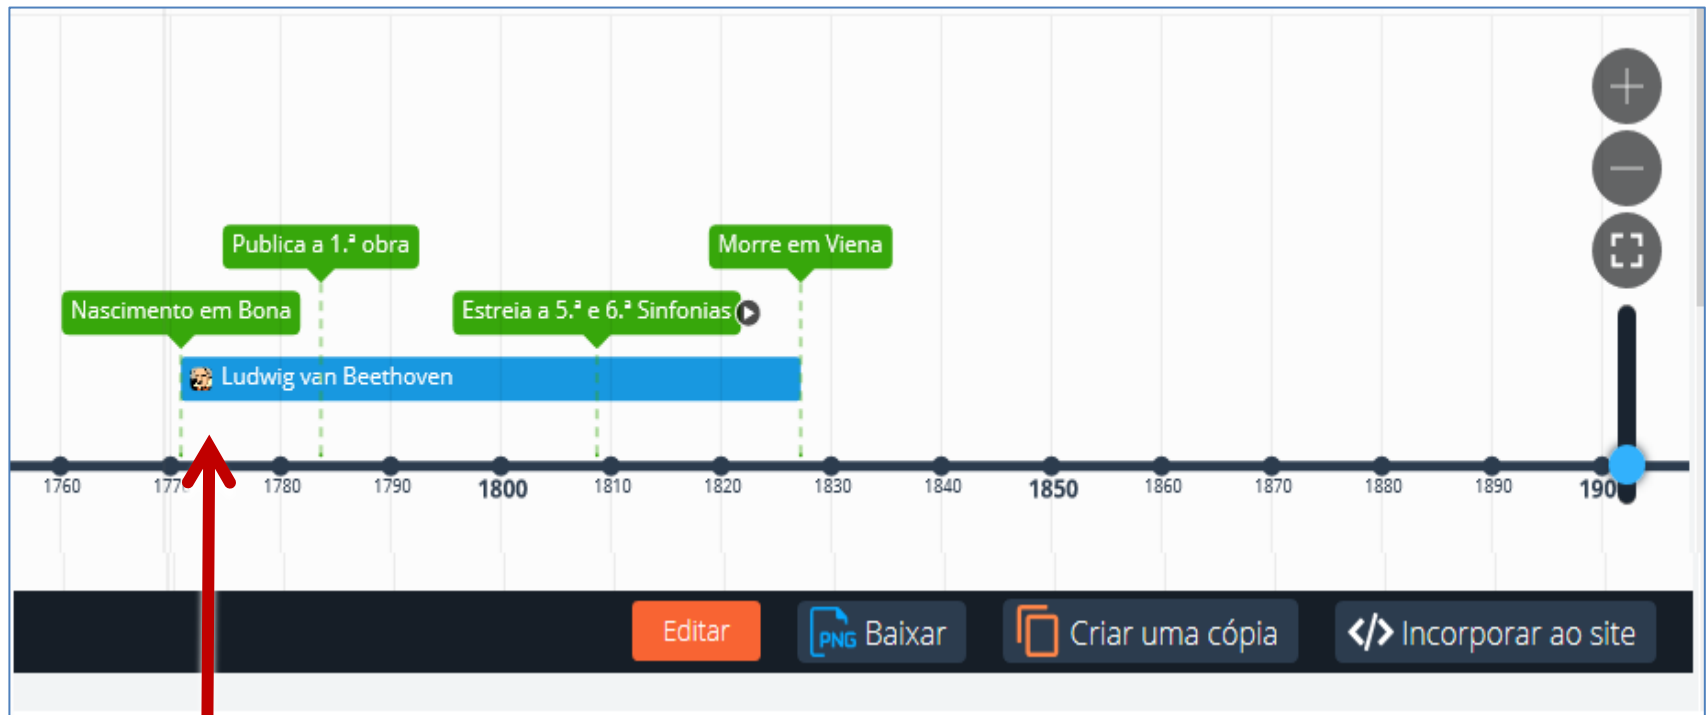 Publica a 1.ª obra
Morre em Viena
Nascimento em Bona
Estreia a 5.ª e 6.ª Sinfonias
Ludwig van Beethoven
1760 1770 1780 1790 1800 1810 1820 1830 1840 1850 1860 1870 1880 1890 190
Editar
PNG Baixar
Criar uma cópia
</> Incorporar ao site